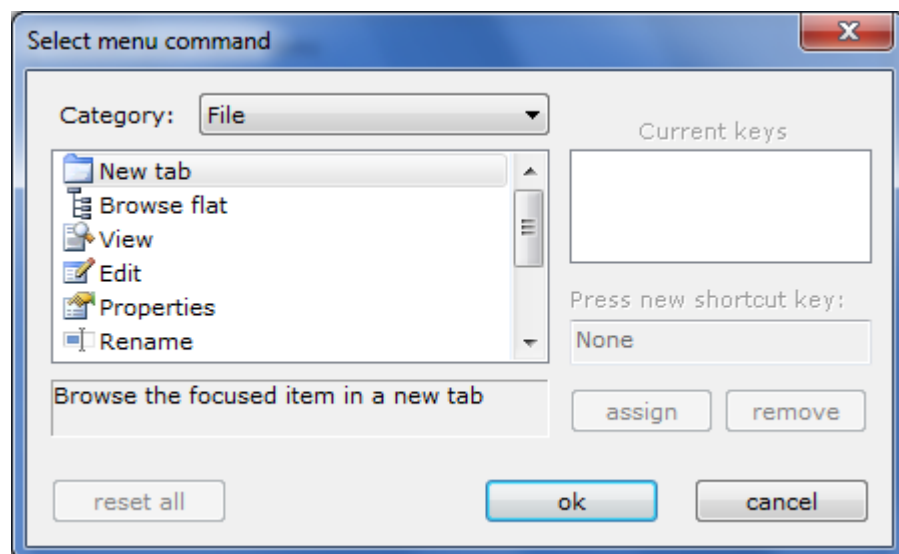 Select menu command
Category: File
Current keys
New tab
Browse flat
View
Edit
Properties
Rename
Press new shortcut key:
None
Browse the focused item in a new tab
assign remove
reset all ok cancel